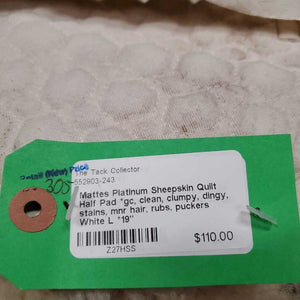 Retail (New) Price
305
The Tack Collector
552903-243
Mattes Platinum Sheepskin Quilt
Half Pad *gc, clean, clumpy, dingy,
stains, mnr hair, rubs, puckers
White L *19"
$110.00
Z27HSS